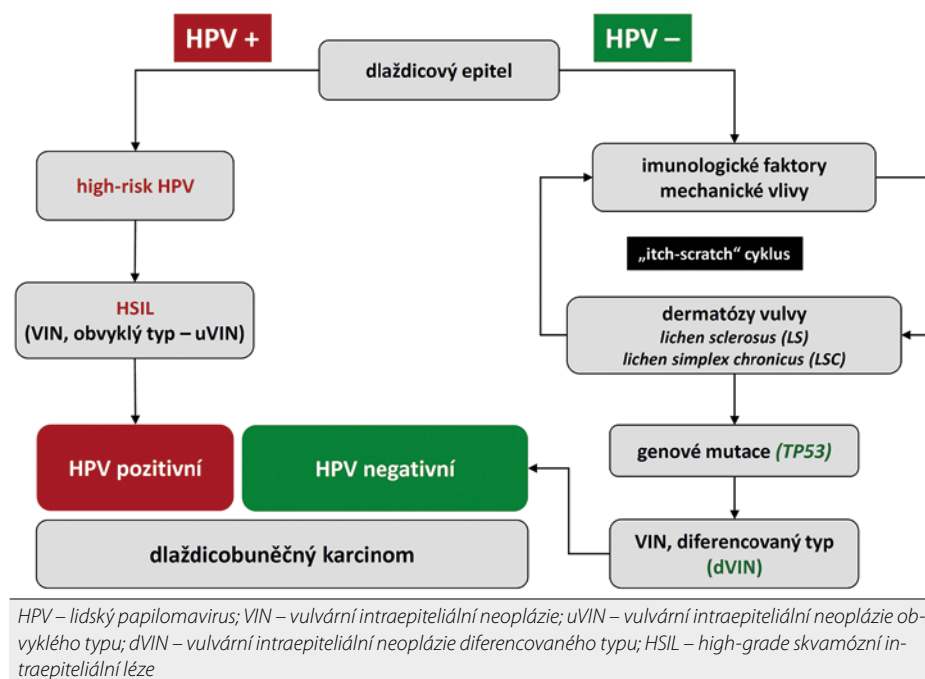 HPV +
HPV –
dlaždicový epitel
high-risk HPV
imunologické faktory
mechanické vlivy
„itch-scratch“ cyklus
HSIL
(VIN, obvyklý typ – uVIN)
dermatózy vulvy
lichen sclerosus (LS)
lichen simplex chronicus (LSC)
genové mutace (TP53)
HPV pozitivní
HPV negativní
VIN, diferencovaný typ
(dVIN)
dlaždicobuněčný karcinom
HPV – lidský papilomavirus; VIN – vulvární intraepiteliální neoplázie; uVIN – vulvární intraepiteliální neoplázie ob-
vyklého typu; dVIN – vulvární intraepiteliální neoplázie diferencovaného typu; HSIL – high-grade skvamózní in-
traepiteliální léze